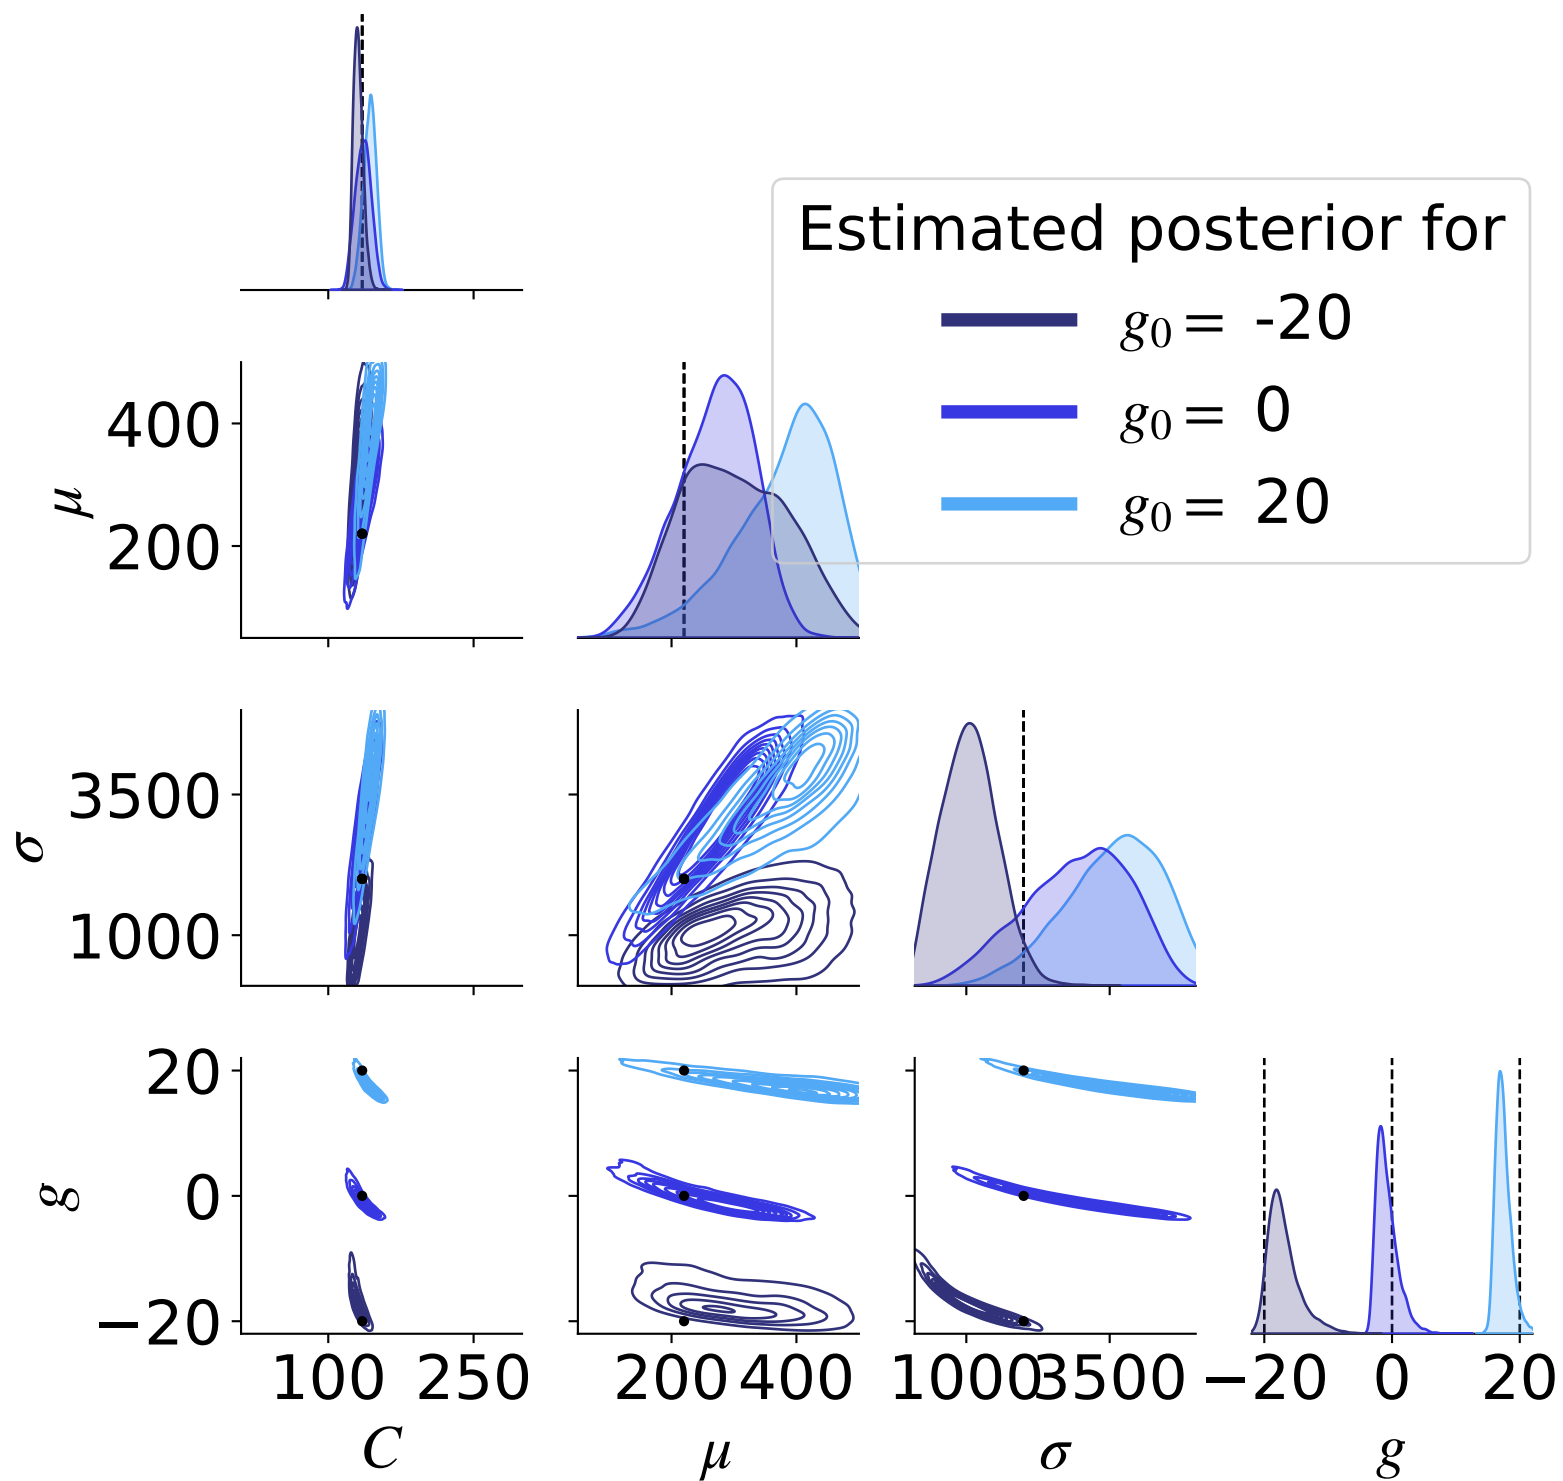 Estimated posterior for
g₀ = -20
g₀ = 0
g₀ = 20
400
μ
200
3500
σ
1000
20
g
0
−20
100 250 200 400 1000 3500 −20 0 20
C μ σ g